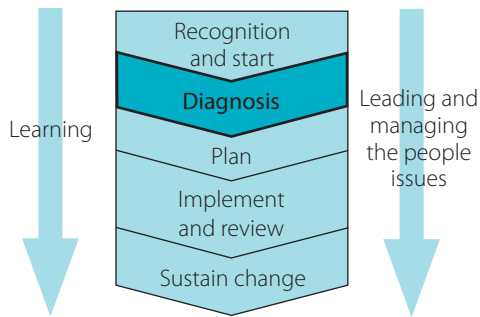 Recognition
and start
Diagnosis
Learning
Plan
Leading and
managing
the people
issues
Implement
and review
Sustain change